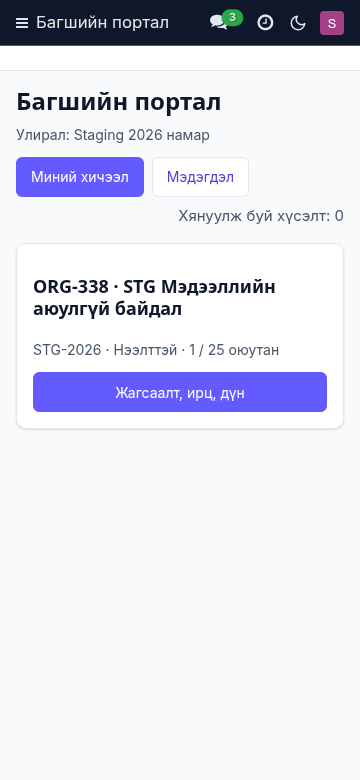 Багшийн портал
3
S
Багшийн портал
Улирал: Staging 2026 намар
Миний хичээл
Мэдэгдэл
Хянуулж буй хүсэлт: 0
ORG-338 · STG Мэдээллийн
аюулгүй байдал
STG-2026 · Нээлттэй · 1 / 25 оюутан
Жагсаалт, ирц, дүн